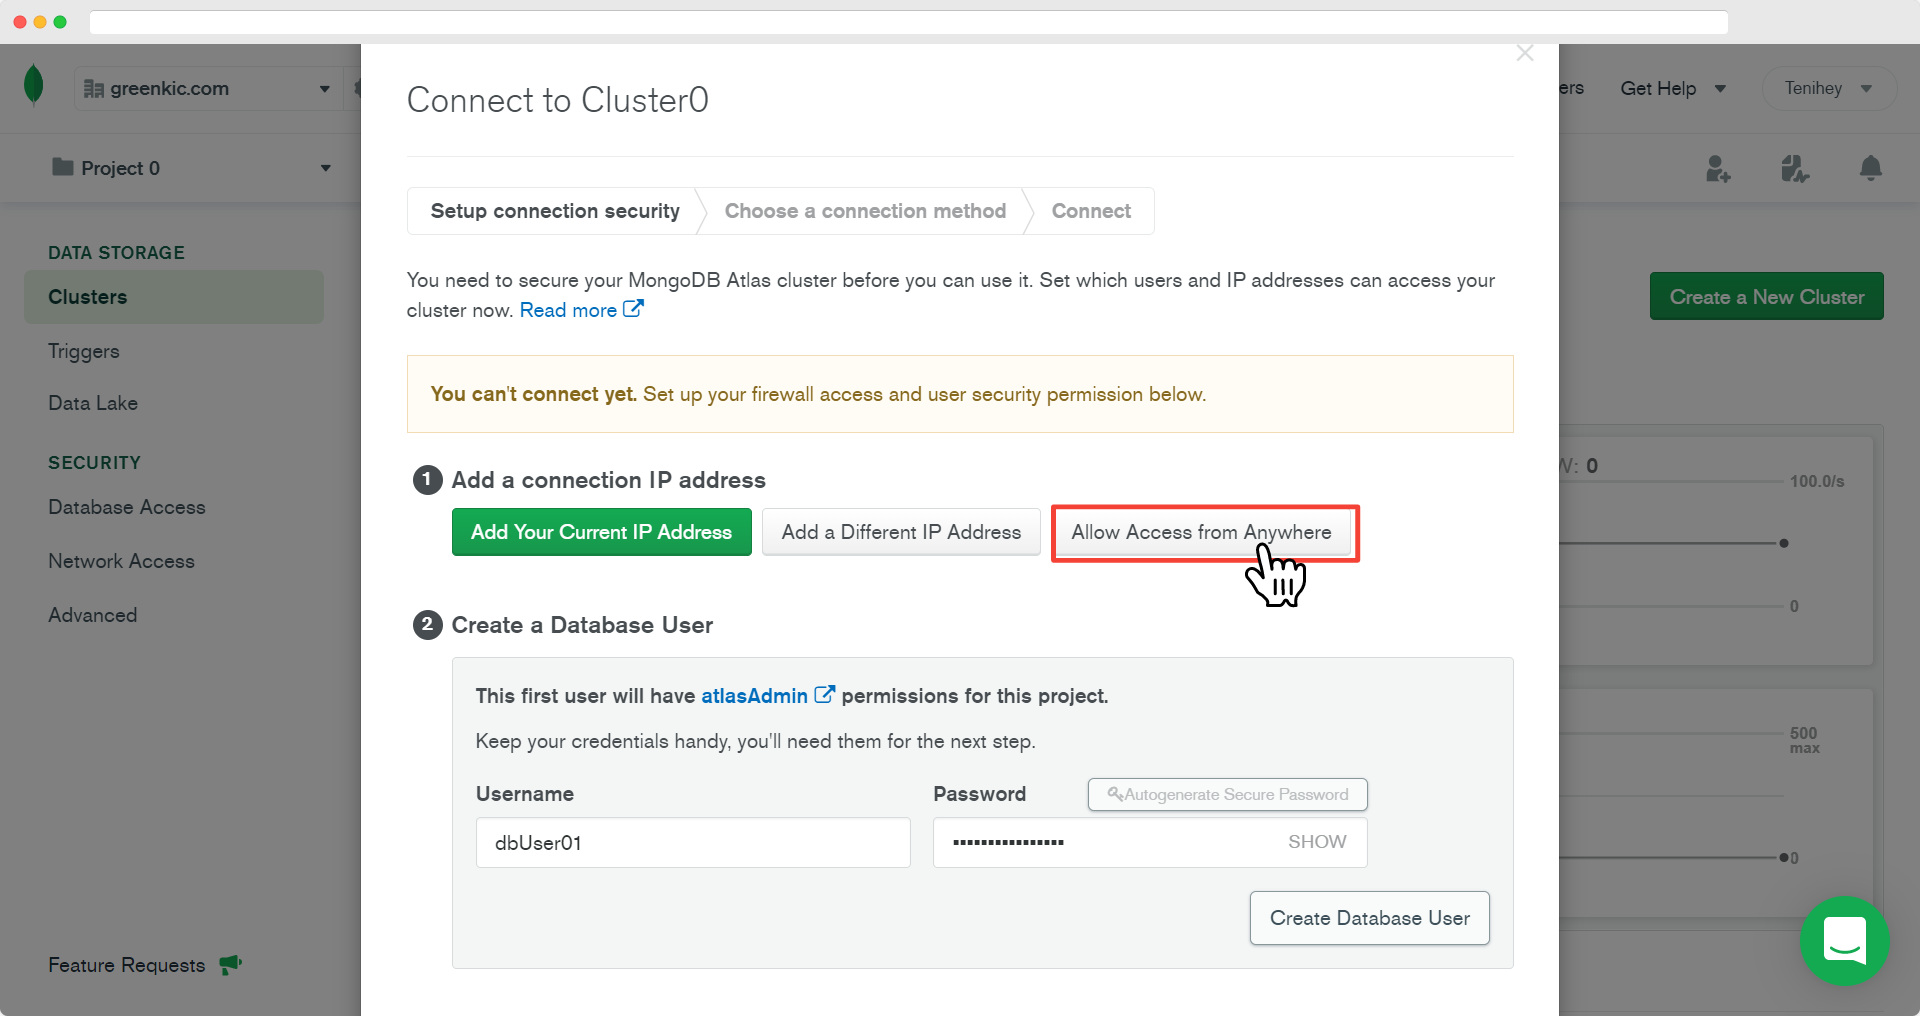 greenkic.com
Get Help
Tenihey
Project 0
DATA STORAGE
Clusters
Triggers
Data Lake
SECURITY
Database Access
Network Access
Advanced
Feature Requests
Connect to Cluster0
Setup connection security
Choose a connection method
Connect
You need to secure your MongoDB Atlas cluster before you can use it. Set which users and IP addresses can access your
cluster now. Read more
You can't connect yet. Set up your firewall access and user security permission below.
1 Add a connection IP address
Add Your Current IP Address
Add a Different IP Address
Allow Access from Anywhere
2 Create a Database User
This first user will have atlasAdmin permissions for this project.
Keep your credentials handy, you'll need them for the next step.
Username
Password
Autogenerate Secure Password
dbUser01
SHOW
Create Database User
Create a New Cluster
W: 0
100.0/s
0
500
max
0